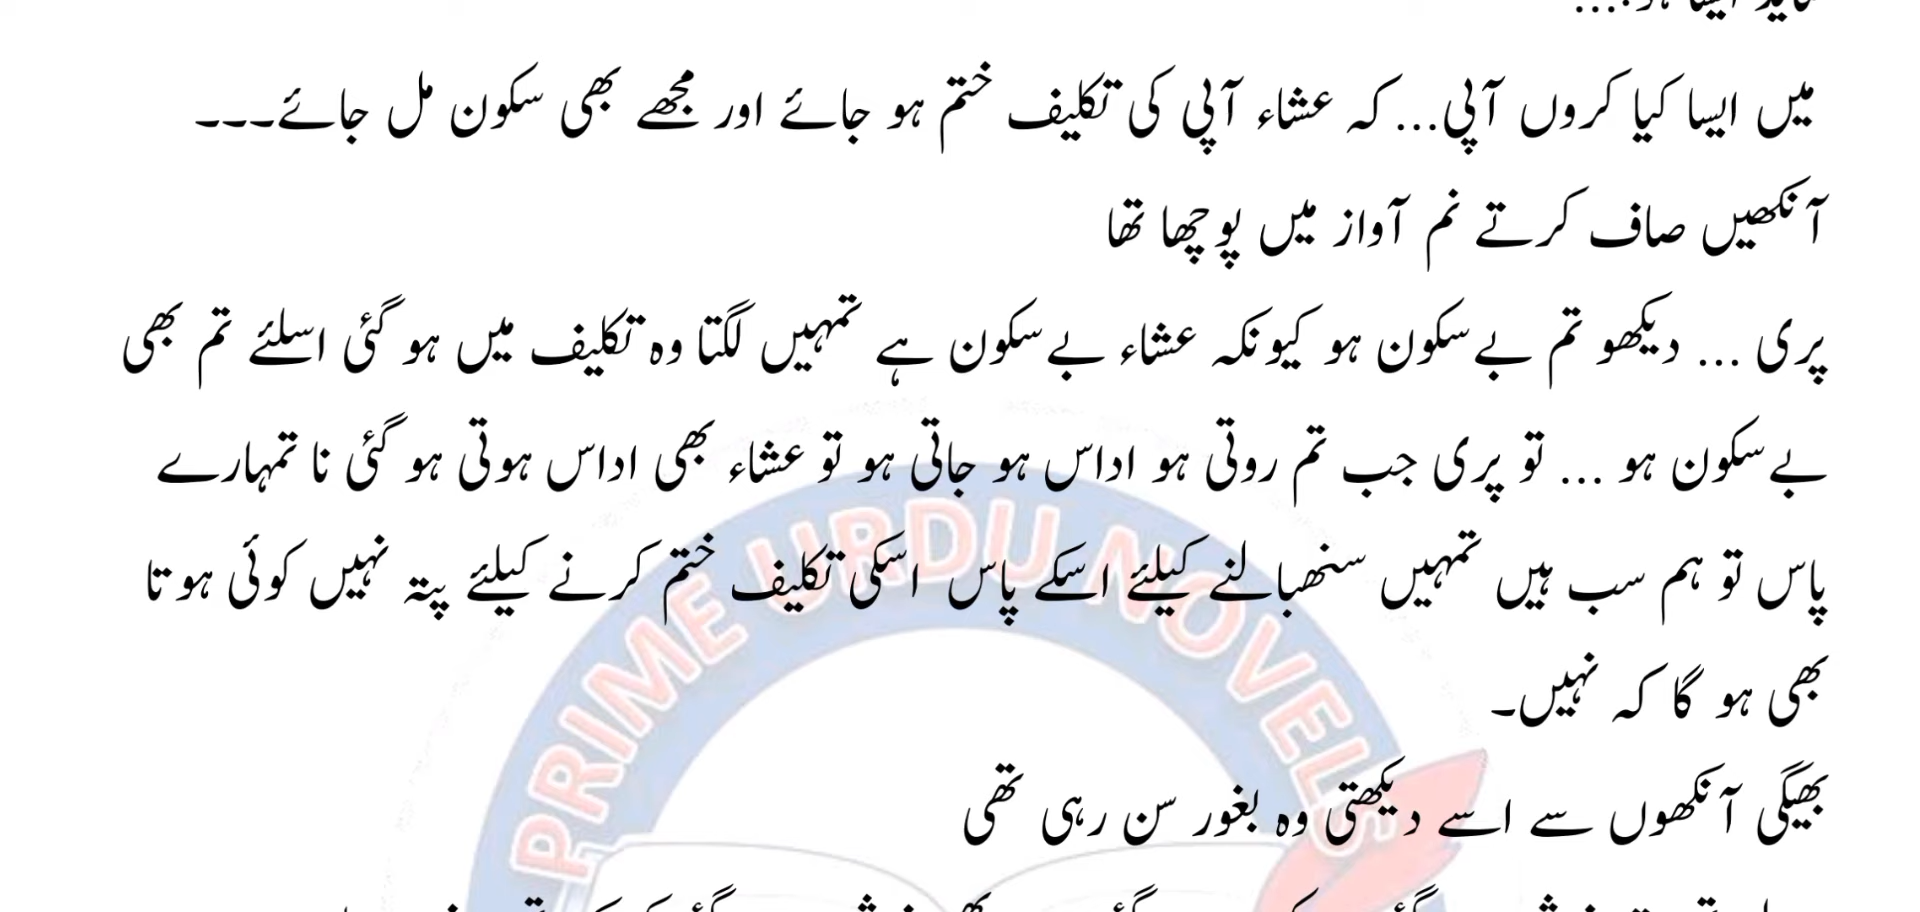 میں ایسا کیا کروں آپی... کہ عشاء آپی کی تکلیف ختم ہو جائے اور مجھے بھی سکون مل جائے۔۔۔
آنکھیں صاف کرتے نم آواز میں پوچھا تھا
پری ... دیکھو تم بے سکون ہو کیونکہ عشاء بے سکون ہے تمہیں لگتا وہ تکلیف میں ہو گئی اسلئے تم بھی
بے سکون ہو ... تو پری جب تم روتی ہو اداس ہو جاتی ہو تو عشاء بھی اداس ہوتی ہو گئی نا تمہارے
پاس تو ہم سب ہیں تمہیں سنھبالنے کیلئے اسکے پاس اسکی تکلیف ختم کرنے کیلئے پتہ نہیں کوئی ہوتا
بھی ہو گا کہ نہیں۔
بھیگی آنکھوں سے اسے دیکھتی وہ بغور سن رہی تھی
PRIME URDU NOVELS